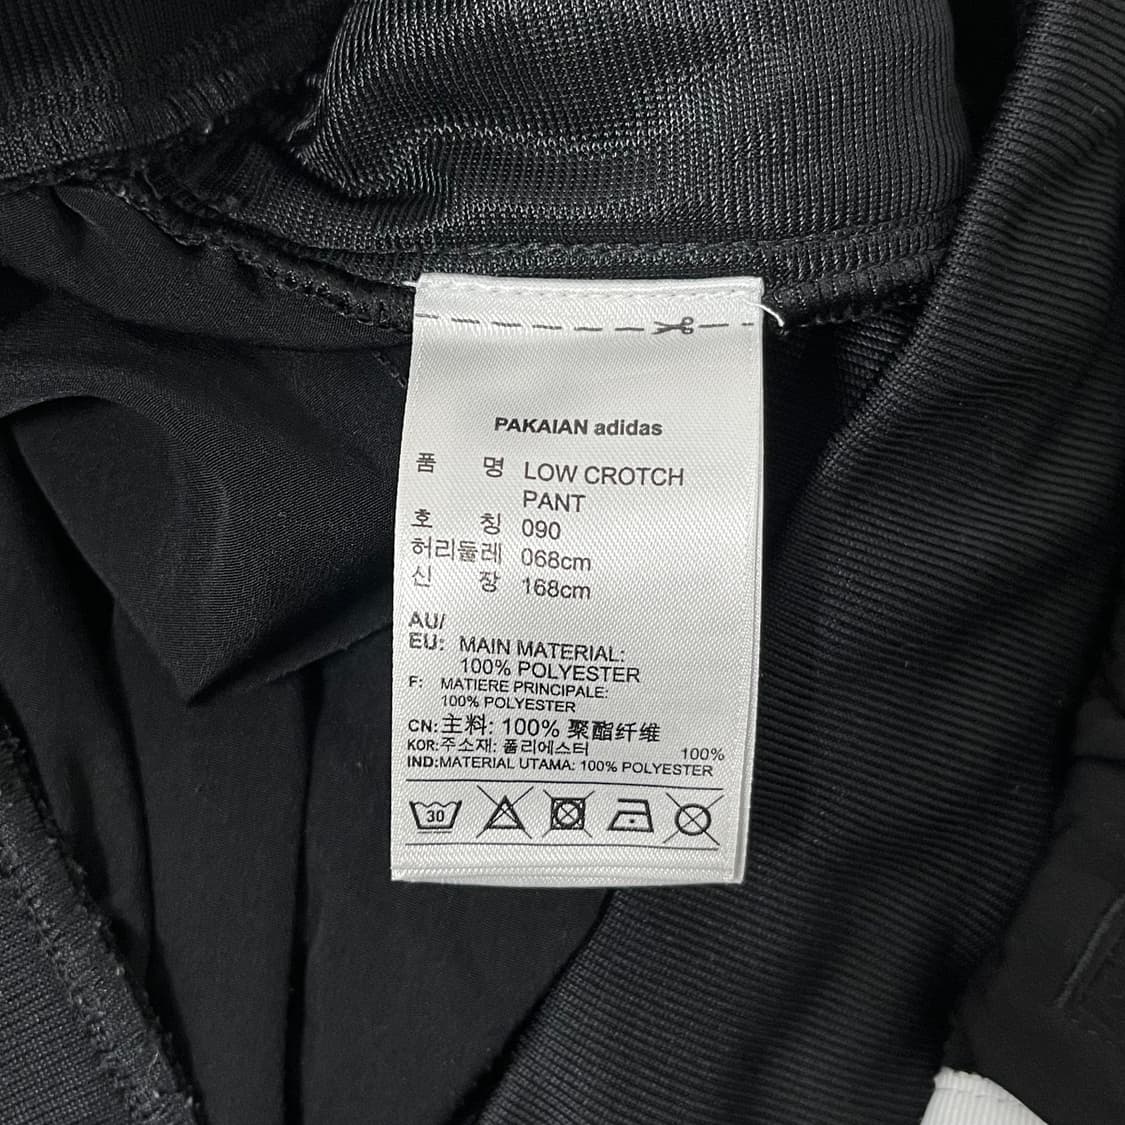 PAKAIAN adidas
품 명 LOW CROTCH
PANT
호 칭 090
허리둘레 068cm
신 장 168cm
AU/
EU: MAIN MATERIAL:
100% POLYESTER
F: MATIERE PRINCIPALE:
100% POLYESTER
CN: 主料: 100% 聚酯纤维
KOR:주소재: 폴리에스터 100%
IND:MATERIAL UTAMA: 100% POLYESTER
30